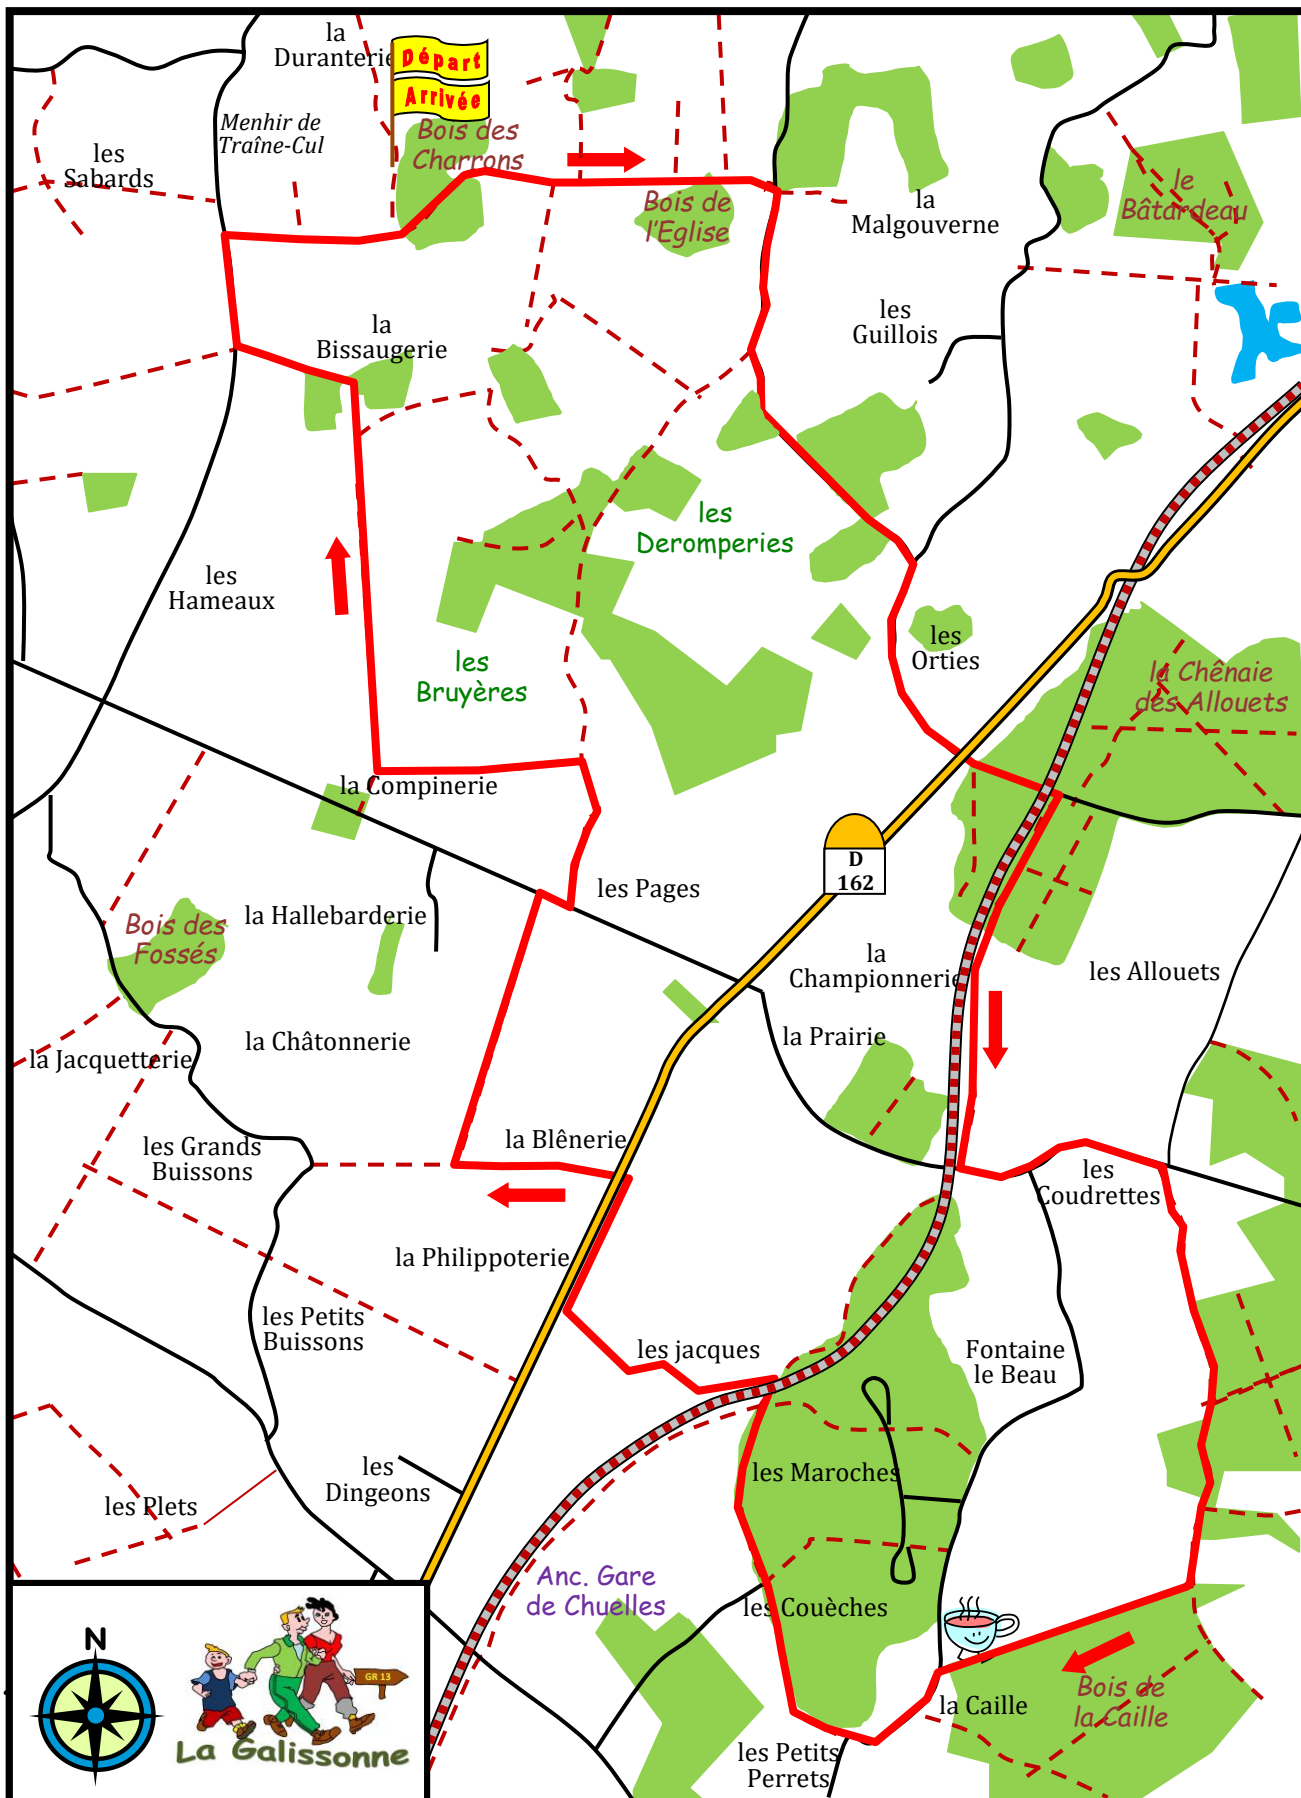 la
Duranterie
Départ
Arrivée
Menhir de
Traîne-Cul
Bois des
Charrons
les
Sabards
Bois de
l'Eglise
la
Malgouverne
le
Bâtardeau
la
Bissaugerie
les
Guillois
les
Deromperies
les
Hameaux
les
Bruyères
les
Orties
la Chênaie
des Allouets
la Compinerie
D
162
les Pages
la Hallebarderie
Bois des
Fossés
la
Championnerie
les Allouets
la Prairie
la Châtonnerie
la Jacquetterie
la Blênerie
les Grands
Buissons
les
Coudrettes
la Philippoterie
les Petits
Buissons
les jacques
Fontaine
le Beau
les Maroches
les
Dingeons
les Plets
Anc. Gare
de Chuelles
les Couèches
la Caille
Bois de
la Caille
les Petits
Perrets
N
GR 13
La Galissonne